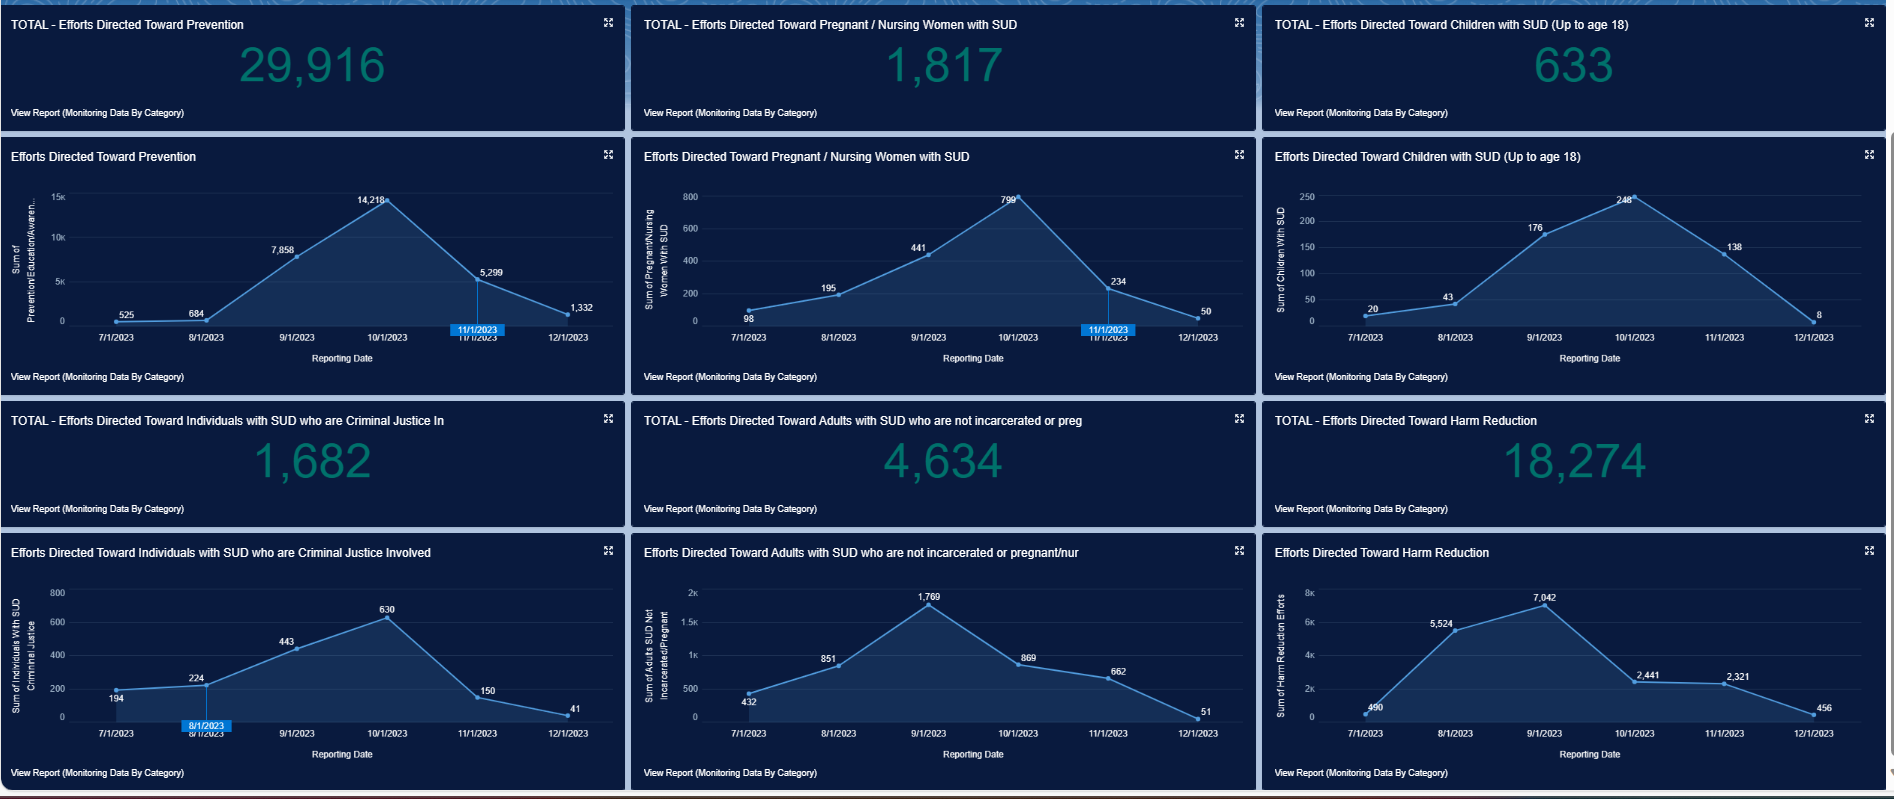 TOTAL - Efforts Directed Toward Prevention
29,916
View Report (Monitoring Data By Category)
TOTAL - Efforts Directed Toward Pregnant / Nursing Women with SUD
1,817
View Report (Monitoring Data By Category)
TOTAL - Efforts Directed Toward Children with SUD (Up to age 18)
633
View Report (Monitoring Data By Category)
Efforts Directed Toward Prevention
Sum of
Prevention/Education/Awaren...
15K
10K
5K
0
525
684
7,858
14,218
5,299
1,332
11/1/2023
7/1/2023
8/1/2023
9/1/2023
10/1/2023
11/1/2023
12/1/2023
Reporting Date
View Report (Monitoring Data By Category)
Efforts Directed Toward Pregnant / Nursing Women with SUD
Sum of Pregnant/Nursing
Women With SUD
800
600
400
200
0
98
195
441
799
234
50
11/1/2023
7/1/2023
8/1/2023
9/1/2023
10/1/2023
11/1/2023
12/1/2023
Reporting Date
View Report (Monitoring Data By Category)
Efforts Directed Toward Children with SUD (Up to age 18)
Sum of Children With SUD
250
200
150
100
50
0
20
43
176
248
138
8
7/1/2023
8/1/2023
9/1/2023
10/1/2023
11/1/2023
12/1/2023
Reporting Date
View Report (Monitoring Data By Category)
TOTAL - Efforts Directed Toward Individuals with SUD who are Criminal Justice In
1,682
View Report (Monitoring Data By Category)
TOTAL - Efforts Directed Toward Adults with SUD who are not incarcerated or preg
4,634
View Report (Monitoring Data By Category)
TOTAL - Efforts Directed Toward Harm Reduction
18,274
View Report (Monitoring Data By Category)
Efforts Directed Toward Individuals with SUD who are Criminal Justice Involved
Sum of Individuals With SUD
Crimininal Justice
800
600
400
200
0
194
224
443
630
150
41
8/1/2023
7/1/2023
8/1/2023
9/1/2023
10/1/2023
11/1/2023
12/1/2023
Reporting Date
View Report (Monitoring Data By Category)
Efforts Directed Toward Adults with SUD who are not incarcerated or pregnant/nur
Sum of Adults SUD Not
Incarcerated/Pregnant
2K
1.5K
1K
500
0
432
851
1,769
869
662
51
7/1/2023
8/1/2023
9/1/2023
10/1/2023
11/1/2023
12/1/2023
Reporting Date
View Report (Monitoring Data By Category)
Efforts Directed Toward Harm Reduction
Sum of Harm Reduction Efforts
8K
6K
4K
2K
0
490
5,524
7,042
2,441
2,321
456
7/1/2023
8/1/2023
9/1/2023
10/1/2023
11/1/2023
12/1/2023
Reporting Date
View Report (Monitoring Data By Category)